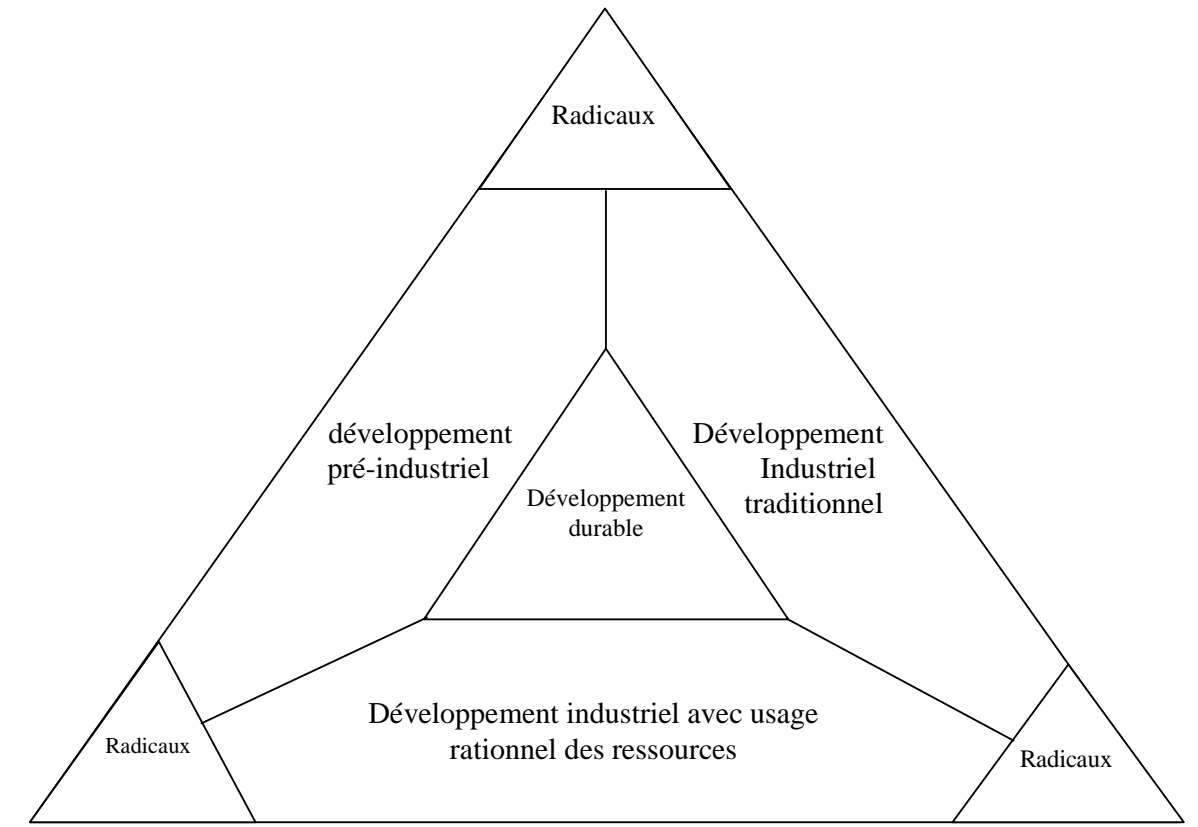 Radicaux
développement
pré-industriel
Développement
Industriel
traditionnel
Développement
durable
Développement industriel avec usage
rationnel des ressources
Radicaux
Radicaux